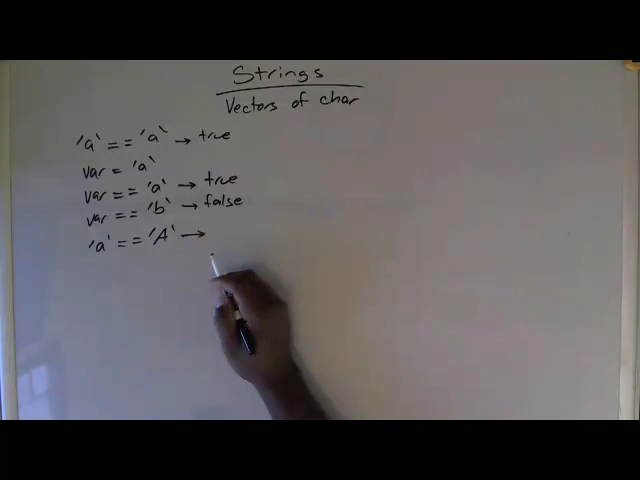 Strings
Vectors of char
'a' == 'a' → true
var = 'a'
var == 'a' → true
var == 'b' → false
'a' == 'A' →